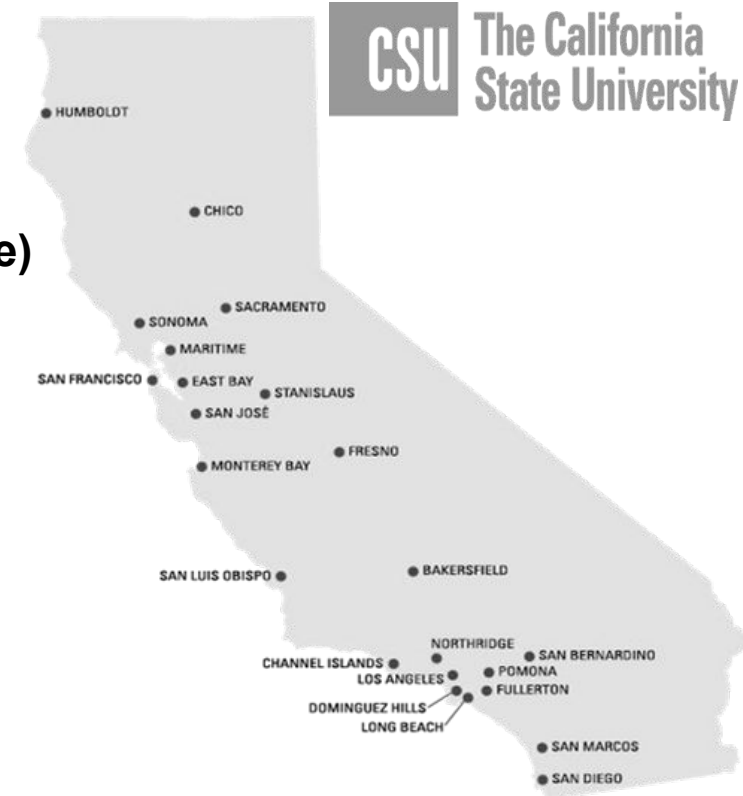 CSU The California
State University
HUMBOLDT
CHICO
e)
SACRAMENTO
SONOMA
MARITIME
SAN FRANCISCO
EAST BAY
STANISLAUS
SAN JOSÉ
FRESNO
MONTEREY BAY
SAN LUIS OBISPO
BAKERSFIELD
NORTHRIDGE
SAN BERNARDINO
CHANNEL ISLANDS
POMONA
LOS ANGELES
FULLERTON
DOMINGUEZ HILLS
LONG BEACH
SAN MARCOS
SAN DIEGO